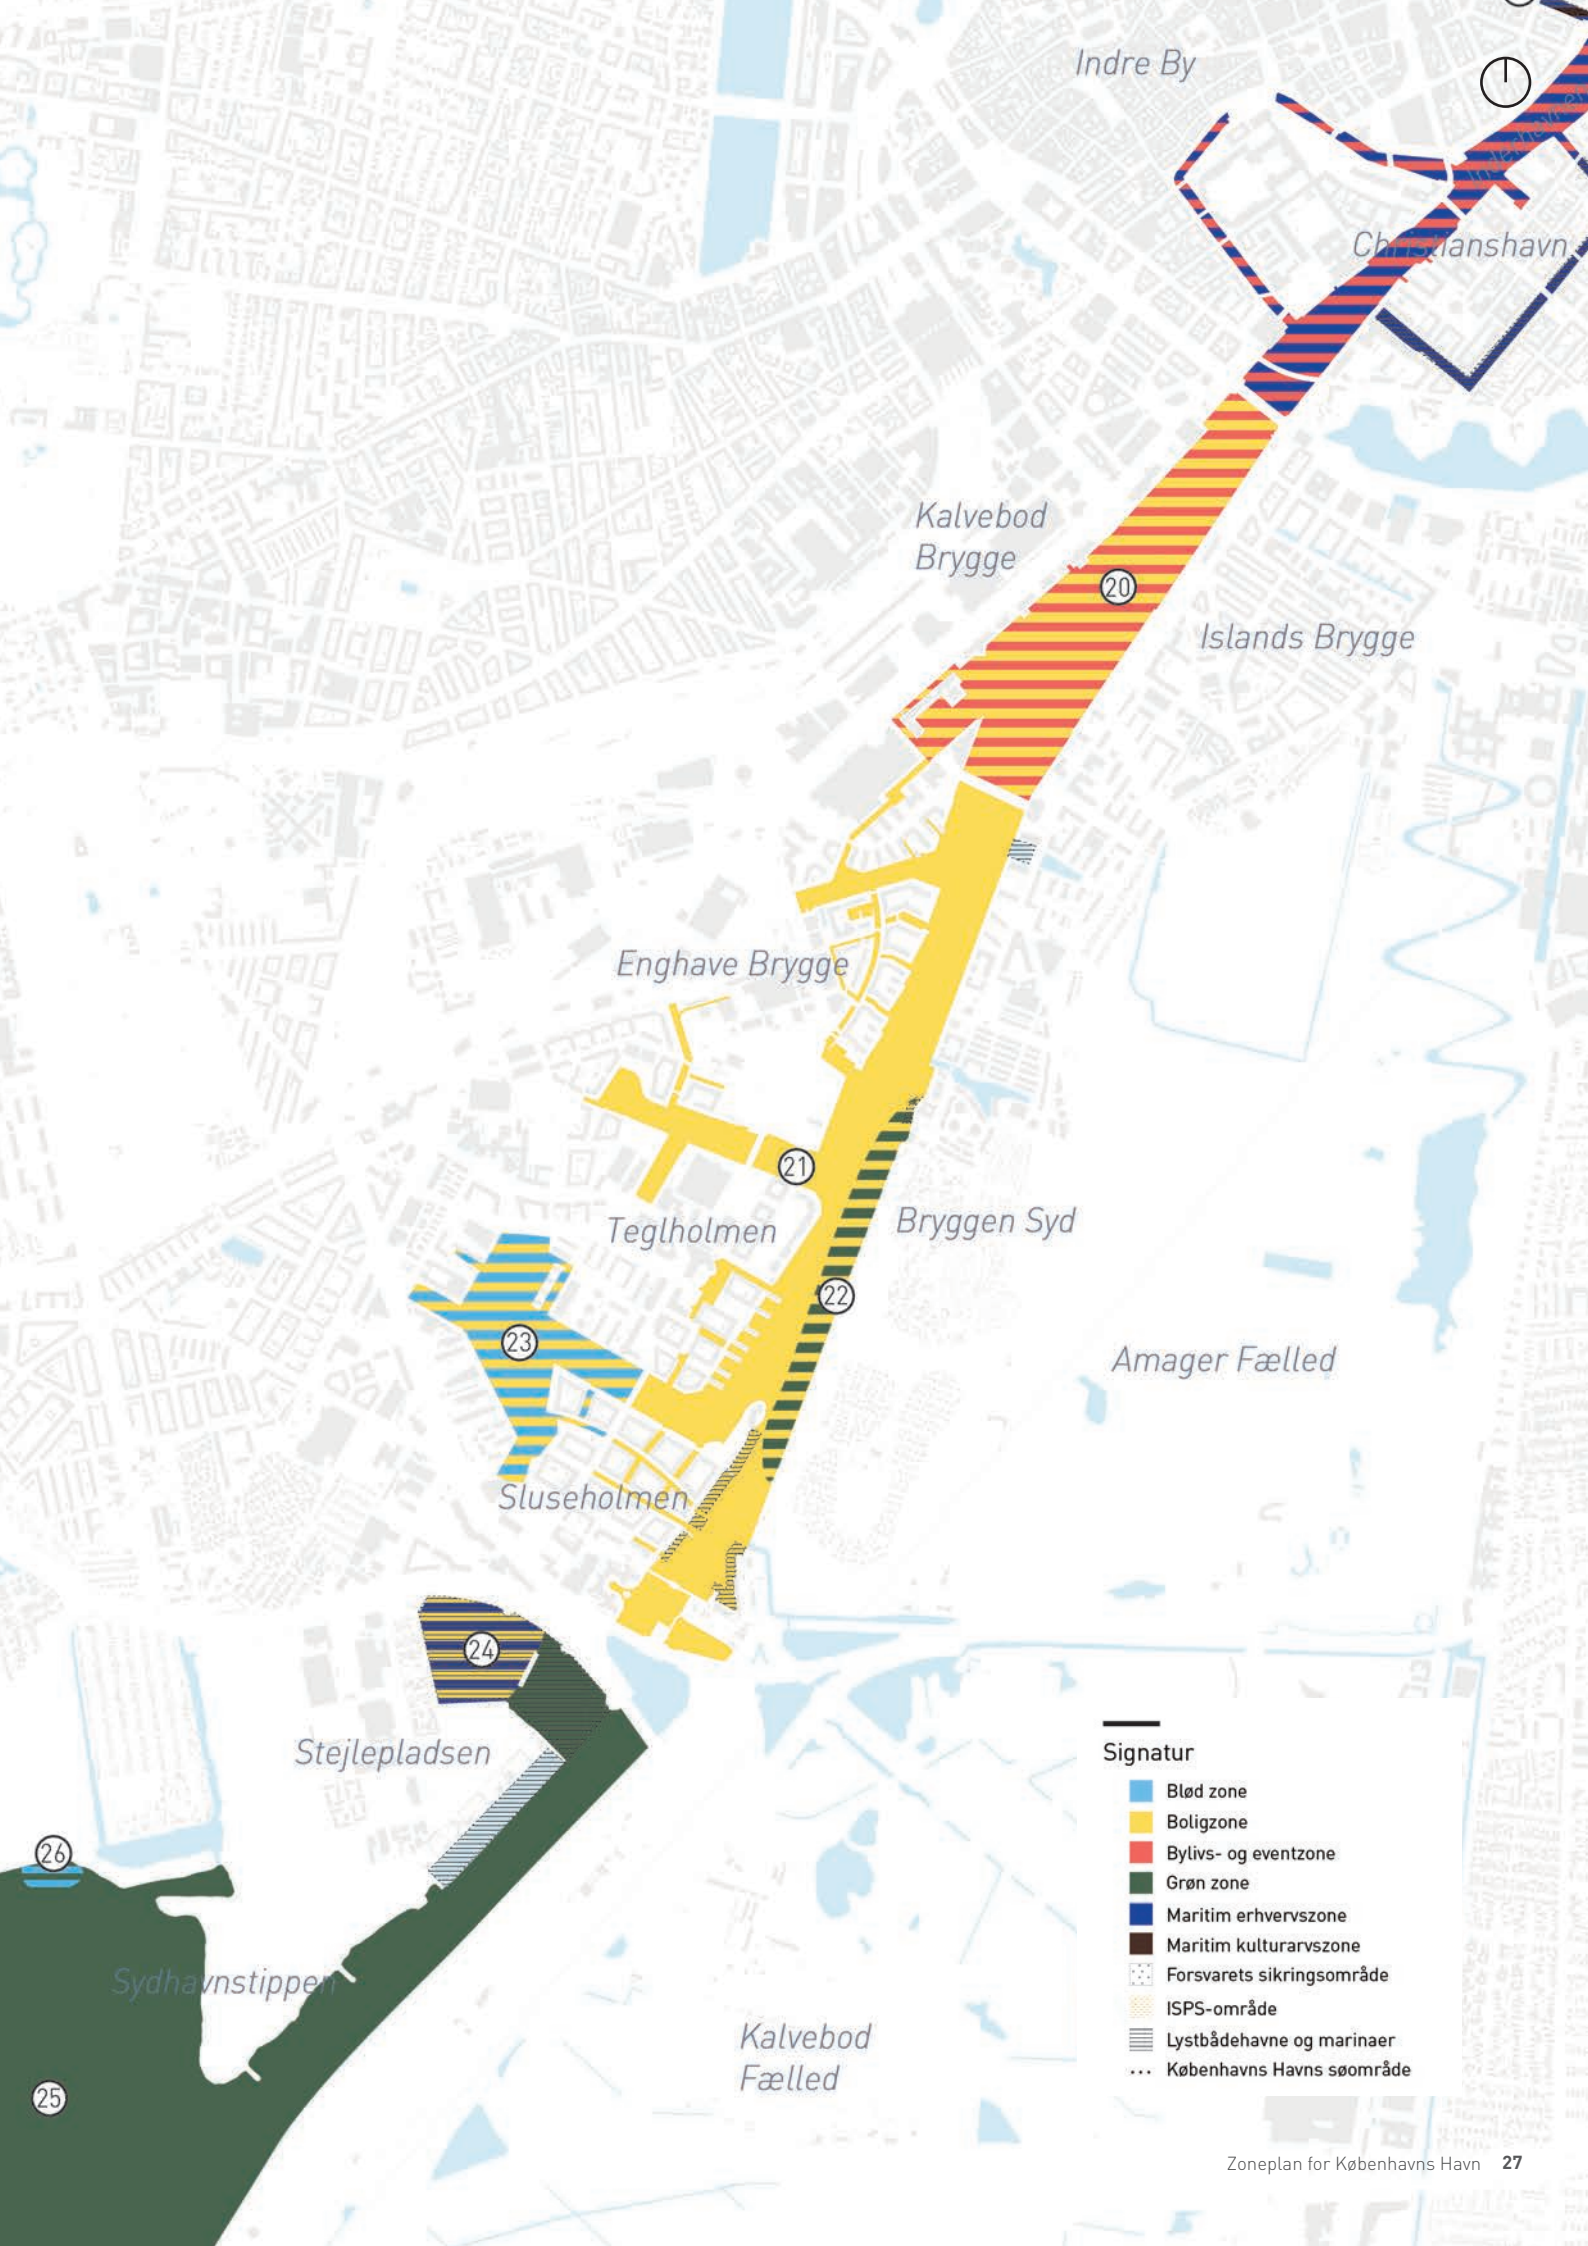 Indre By
Inderhavnen
Christianshavn
Kalvebod
Brygge
20
Islands Brygge
Enghave Brygge
21
Teglholmen
Bryggen Syd
22
23
Amager Fælled
Sluseholmen
24
Stejlepladsen
26
Sydhavnstippen
25
Kalvebod
Fælled
Signatur
Blød zone
Boligzone
Bylivs- og eventzone
Grøn zone
Maritim erhvervszone
Maritim kulturarvszone
Forsvarets sikringsområde
ISPS-område
Lystbådehavne og marinaer
Københavns Havns søområde
Zoneplan for Københavns Havn 27